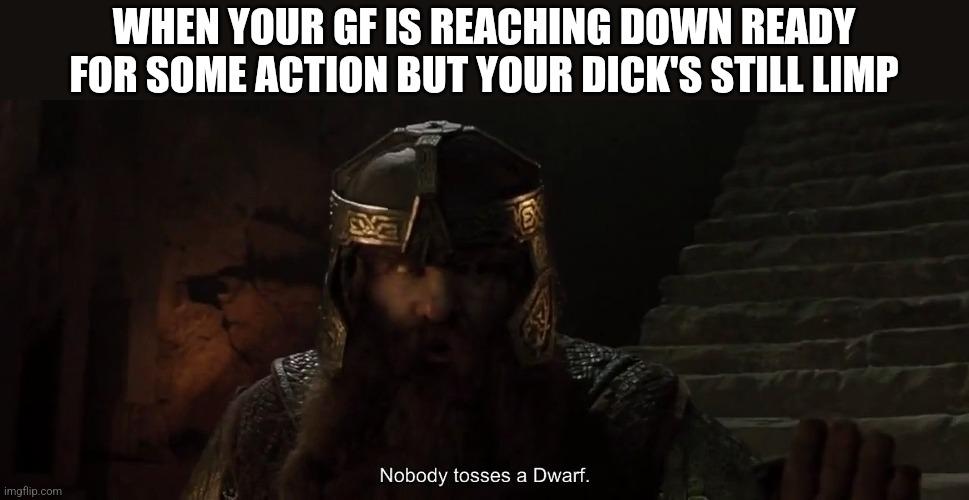 WHEN YOUR GF IS REACHING DOWN READY
FOR SOME ACTION BUT YOUR DICK'S STILL LIMP
Nobody tosses a Dwarf.
imgflip.com